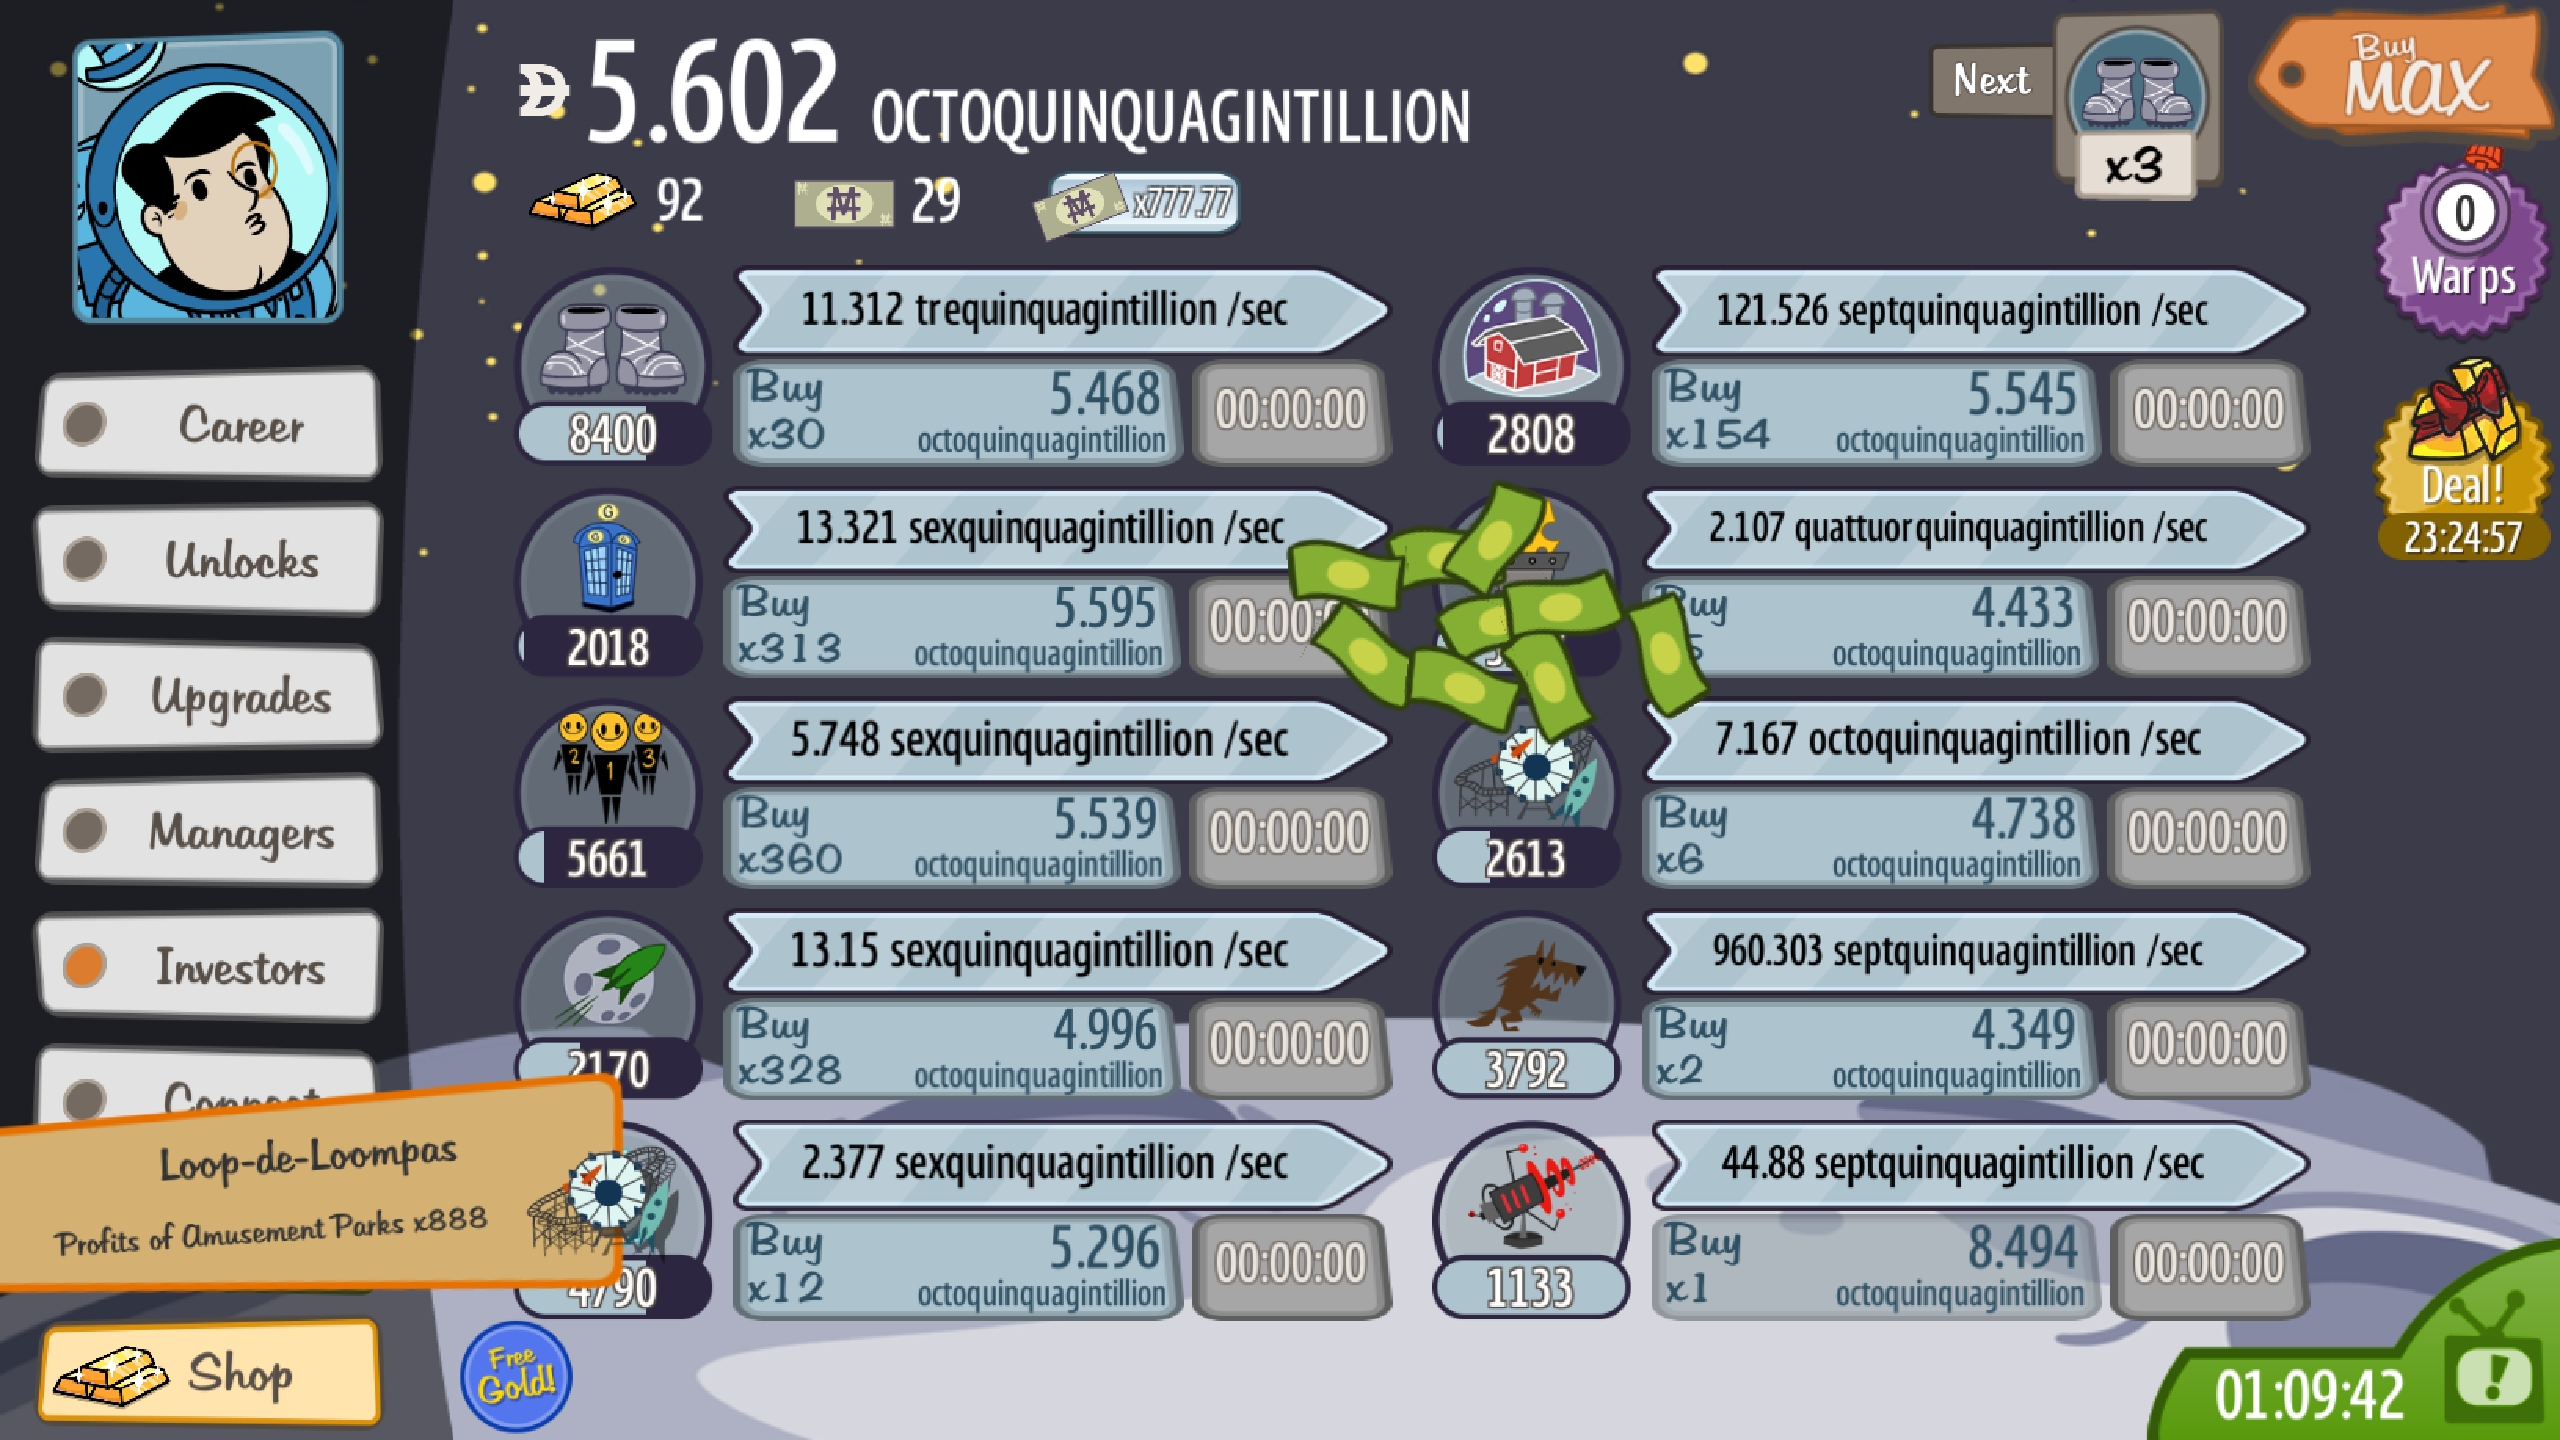 5.602 OCTOQUINQUAGINTILLION
92
29
x777.77
Next
x3
Buy
MAX
0
Warps
Deal!
23:24:57
Career
Unlocks
Upgrades
Managers
Investors
Loop-de-Loompas
Profits of Amusement Parks x888
Shop
Free
Gold!
11.312 trequinquagintillion /sec
8400
Buy
x30
5.468
octoquinquagintillion
00:00:00
G
G G
13.321 sexquinquagintillion /sec
2018
Buy
x313
5.595
octoquinquagintillion
2 1 3
5.748 sexquinquagintillion /sec
5661
Buy
x360
5.539
octoquinquagintillion
00:00:00
13.15 sexquinquagintillion /sec
2170
Buy
x328
4.996
octoquinquagintillion
00:00:00
2.377 sexquinquagintillion /sec
4790
Buy
x12
5.296
octoquinquagintillion
00:00:00
121.526 septquinquagintillion /sec
2808
Buy
x154
5.545
octoquinquagintillion
00:00:00
2.107 quattuorquinquagintillion /sec
Buy
4.433
octoquinquagintillion
00:00:00
7.167 octoquinquagintillion /sec
2613
Buy
x6
4.738
octoquinquagintillion
00:00:00
960.303 septquinquagintillion /sec
3792
Buy
x2
4.349
octoquinquagintillion
00:00:00
44.88 septquinquagintillion /sec
1133
Buy
x1
8.494
octoquinquagintillion
00:00:00
01:09:42